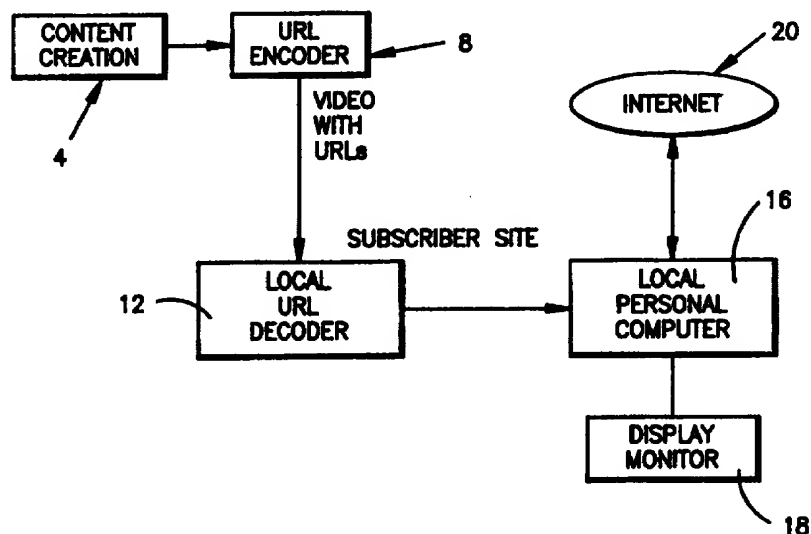 CONTENT
CREATION
4
URL
ENCODER
8
VIDEO
WITH
URLs
20
INTERNET
SUBSCRIBER SITE
12
LOCAL
URL
DECODER
16
LOCAL
PERSONAL
COMPUTER
DISPLAY
MONITOR
18